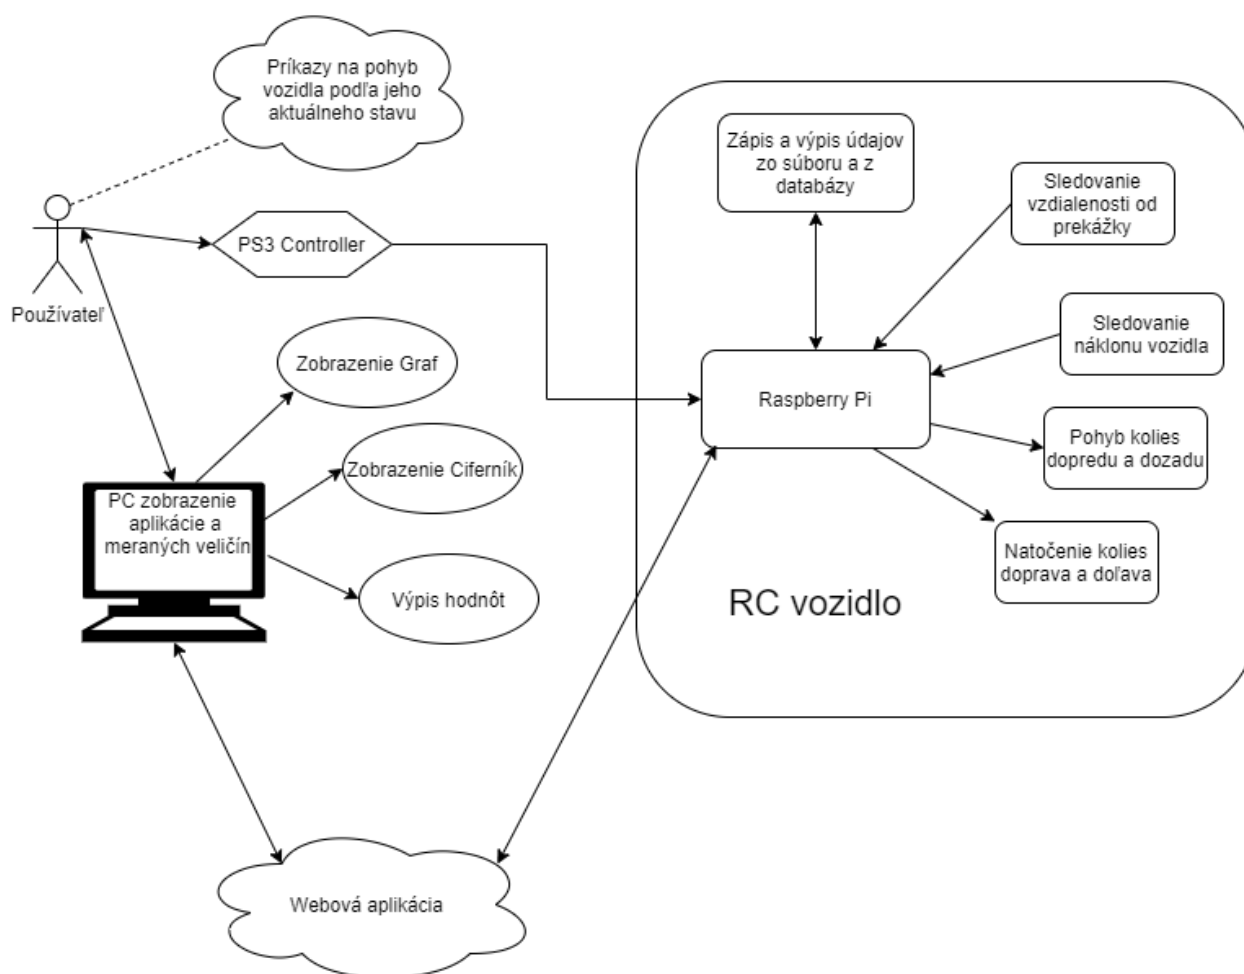 Príkazy na pohyb
vozidla podľa jeho
aktuálneho stavu
Zápis a výpis údajov
zo súboru a z
databázy
Sledovanie
vzdialenosti od
prekážky
PS3 Controller
Používateľ
Sledovanie
náklonu vozidla
Zobrazenie Graf
Raspberry Pi
Pohyb kolies
dopredu a dozadu
Zobrazenie Ciferník
PC zobrazenie
aplikácie a
meraných veličín
Natočenie kolies
doprava a doľava
Výpis hodnôt
RC vozidlo
Webová aplikácia